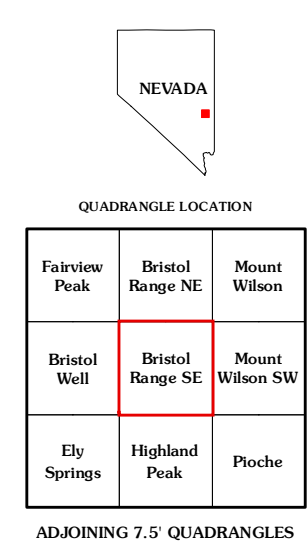 NEVADA
QUADRANGLE LOCATION
Fairview
Peak
Bristol
Range NE
Mount
Wilson
Bristol
Well
Bristol
Range SE
Mount
Wilson SW
Ely
Springs
Highland
Peak
Pioche
ADJOINING 7.5' QUADRANGLES